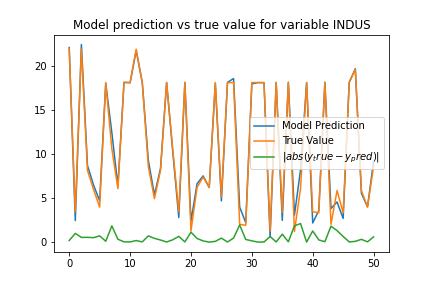 Model prediction vs true value for variable INDUS
20
15
10
5
0
Model Prediction
True Value
|abs(y_true − y_pred)|
0 10 20 30 40 50